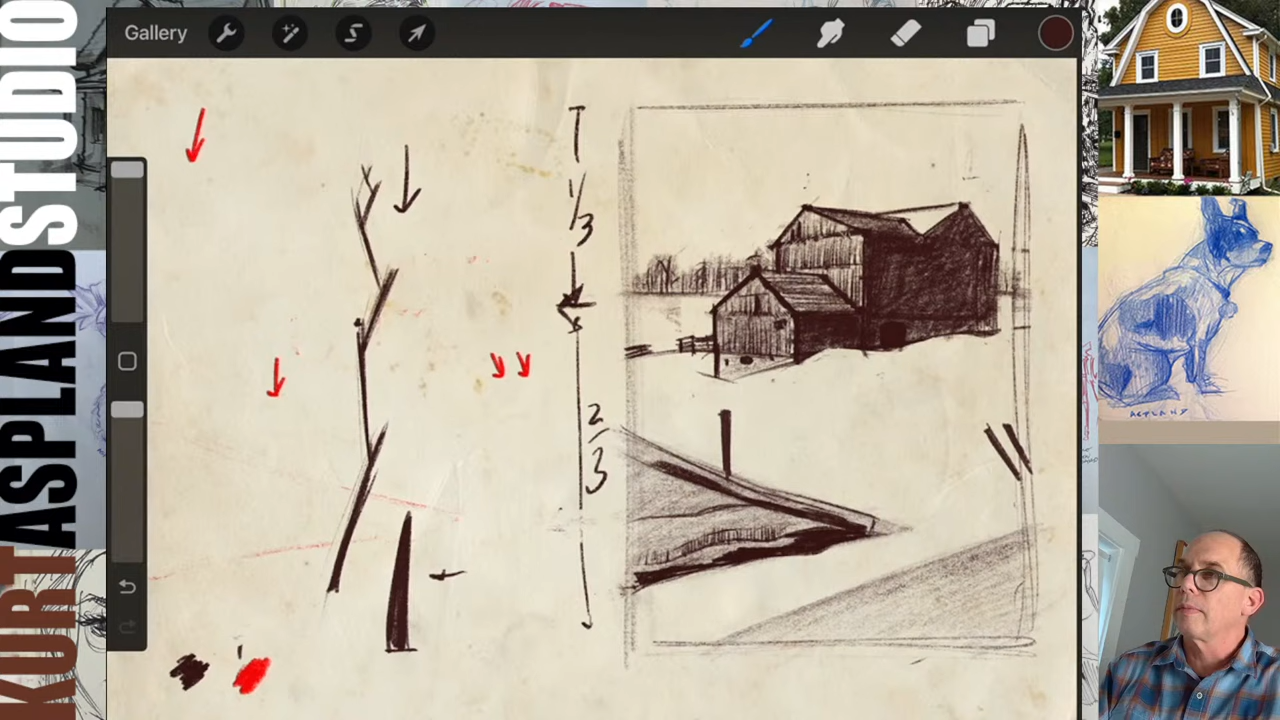 KURT ASPLAND STUDIO
Gallery
1/3
2/3
ASPLAND